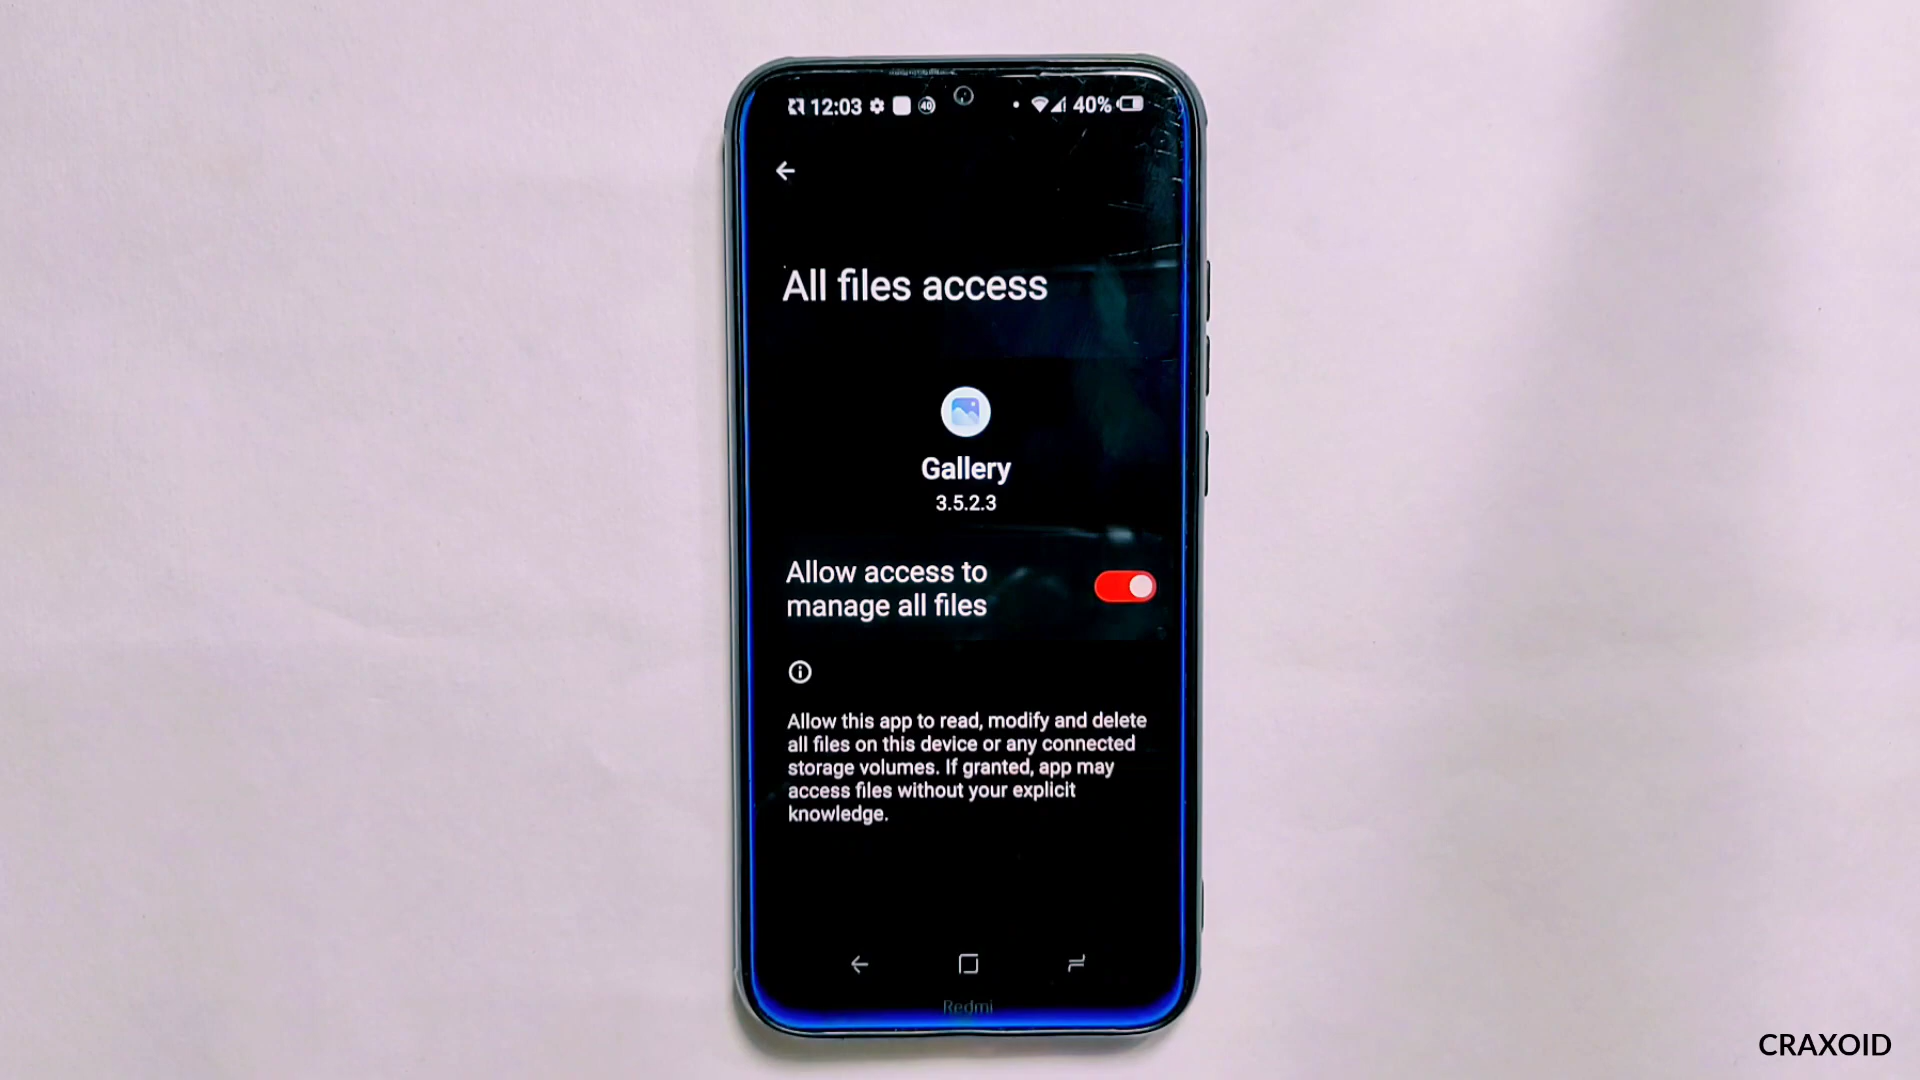 12:03 40 40%
All files access
Gallery
3.5.2.3
Allow access to
manage all files
Allow this app to read, modify and delete
all files on this device or any connected
storage volumes. If granted, app may
access files without your explicit
knowledge.
Redmi
CRAXOID